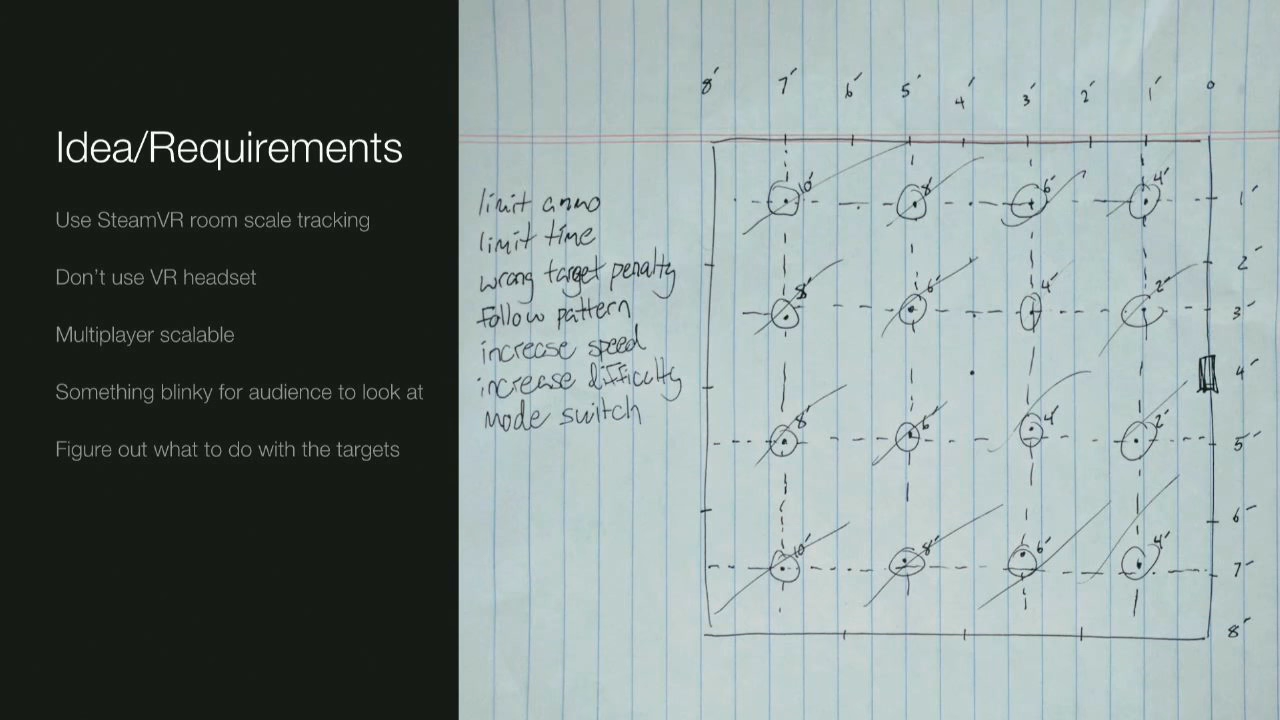 Idea/Requirements
Use SteamVR room scale tracking
Don't use VR headset
Multiplayer scalable
Something blinky for audience to look at
Figure out what to do with the targets
limit ammo
limit time
wrong target penalty
Follow pattern
increase speed
increase difficulty
mode switch
8' 7' 6' 5' 4' 3' 2' 1' 0
10' 8' 6' 4' 1'
2'
8' 6' 4' 2' 3'
4'
8' 6' 4' 2' 5'
6'
10' 8' 6' 4' 7'
8'